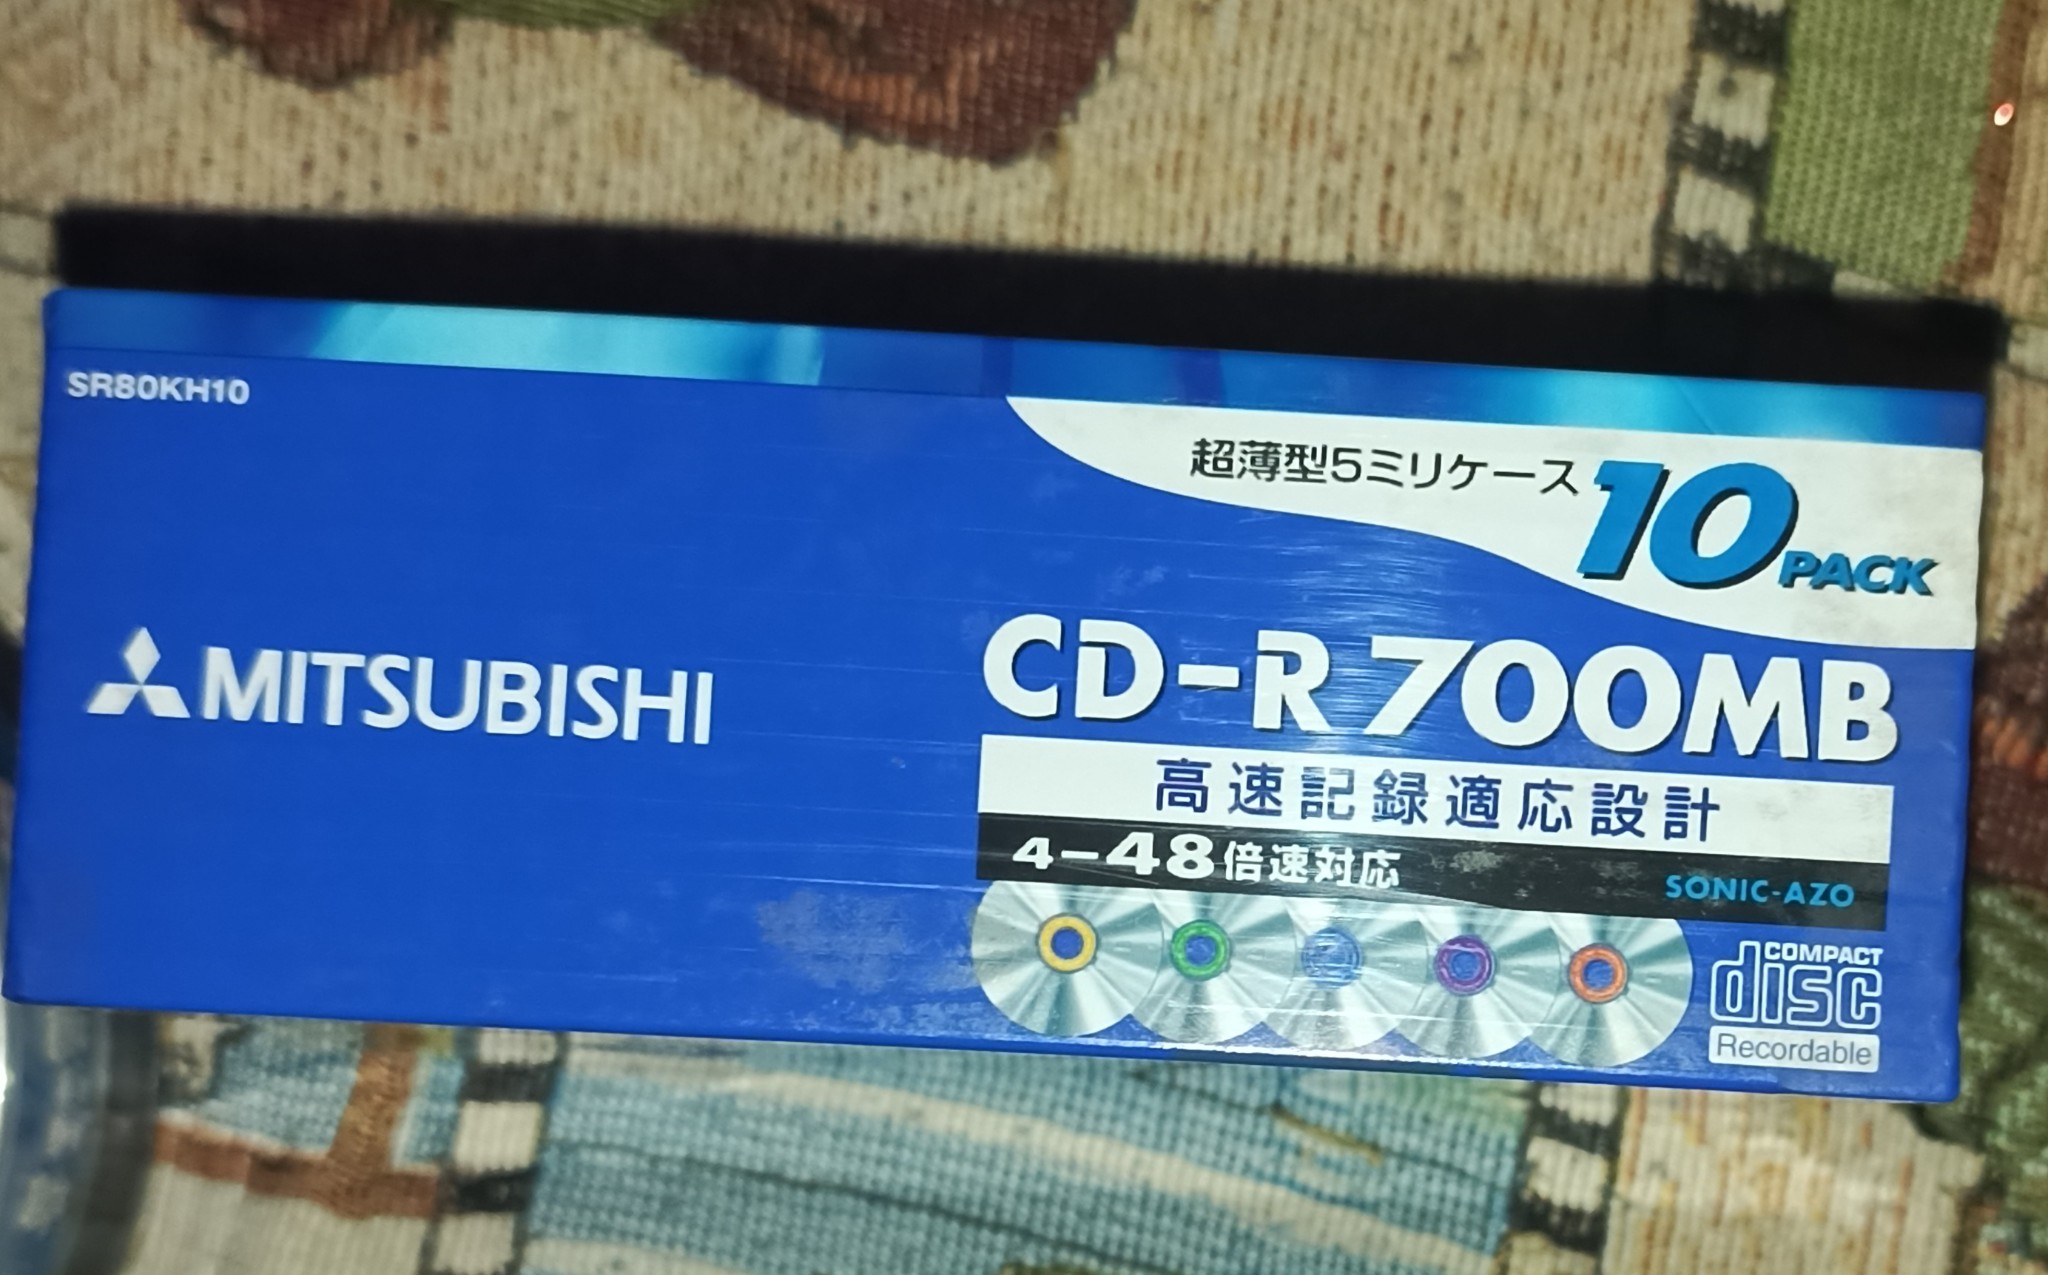 SR80KH10
超薄型5ミリケース 10 PACK
MITSUBISHI
CD-R 700MB
高速記録適応設計
4-48倍速対応 SONIC-AZO
COMPACT
disc
Recordable